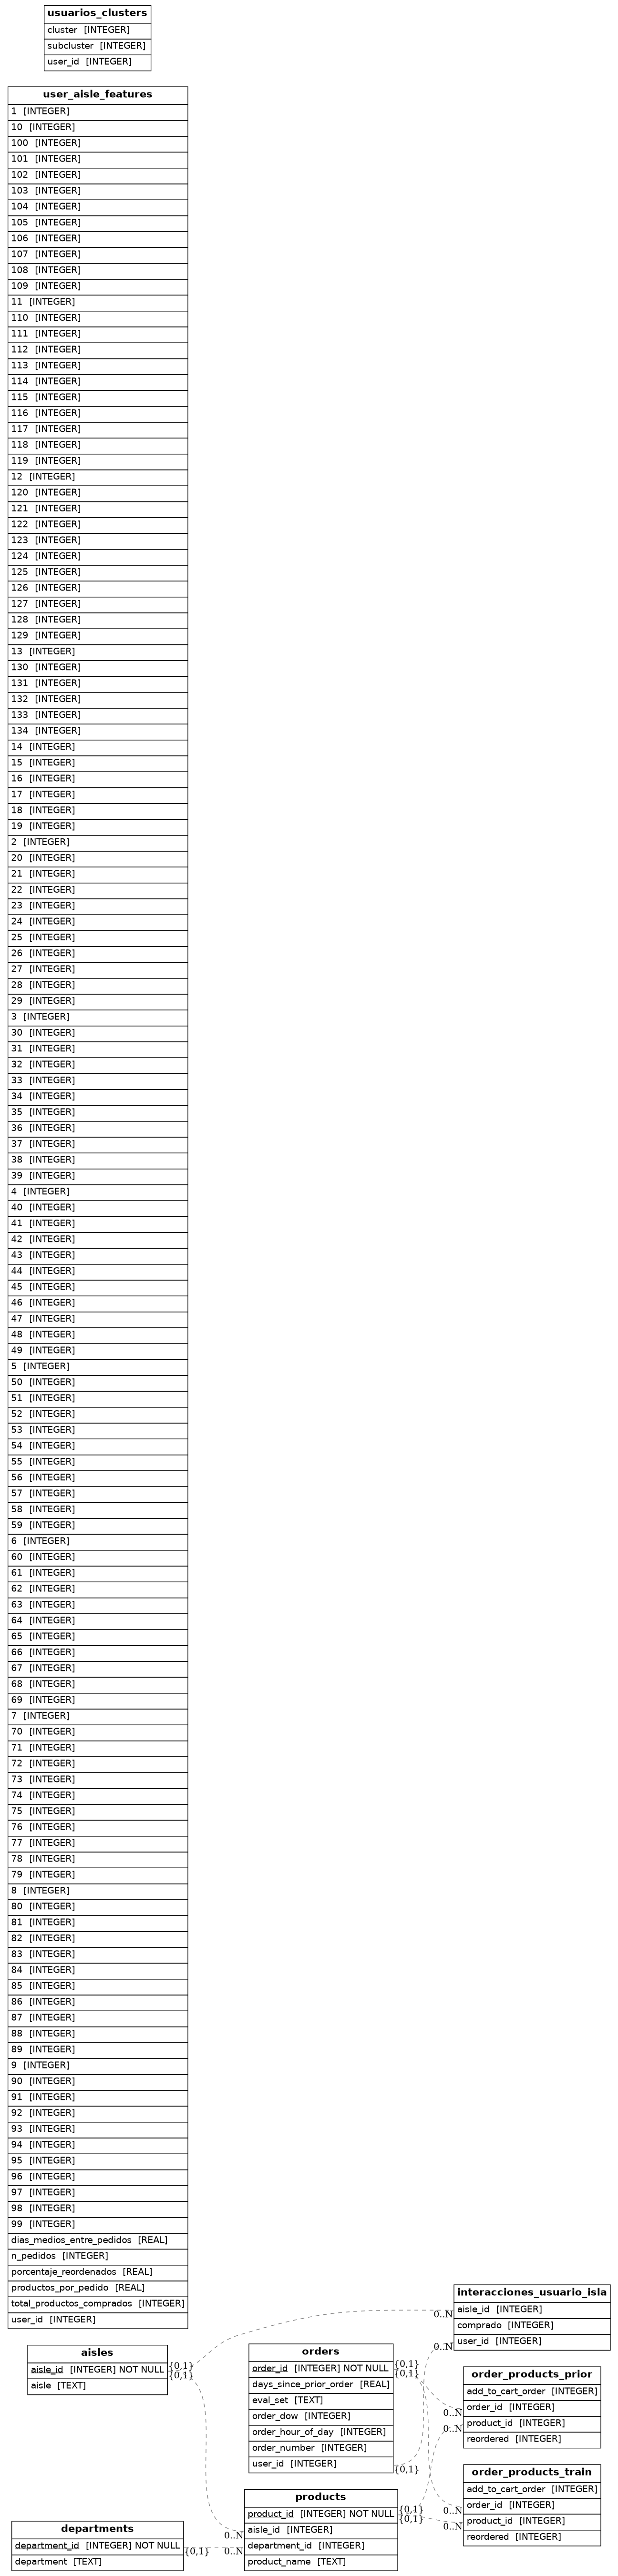 usuarios_clusters
cluster [INTEGER]
subcluster [INTEGER]
user_id [INTEGER]
user_aisle_features
1 [INTEGER]
10 [INTEGER]
100 [INTEGER]
101 [INTEGER]
102 [INTEGER]
103 [INTEGER]
104 [INTEGER]
105 [INTEGER]
106 [INTEGER]
107 [INTEGER]
108 [INTEGER]
109 [INTEGER]
11 [INTEGER]
110 [INTEGER]
111 [INTEGER]
112 [INTEGER]
113 [INTEGER]
114 [INTEGER]
115 [INTEGER]
116 [INTEGER]
117 [INTEGER]
118 [INTEGER]
119 [INTEGER]
12 [INTEGER]
120 [INTEGER]
121 [INTEGER]
122 [INTEGER]
123 [INTEGER]
124 [INTEGER]
125 [INTEGER]
126 [INTEGER]
127 [INTEGER]
128 [INTEGER]
129 [INTEGER]
13 [INTEGER]
130 [INTEGER]
131 [INTEGER]
132 [INTEGER]
133 [INTEGER]
134 [INTEGER]
14 [INTEGER]
15 [INTEGER]
16 [INTEGER]
17 [INTEGER]
18 [INTEGER]
19 [INTEGER]
2 [INTEGER]
20 [INTEGER]
21 [INTEGER]
22 [INTEGER]
23 [INTEGER]
24 [INTEGER]
25 [INTEGER]
26 [INTEGER]
27 [INTEGER]
28 [INTEGER]
29 [INTEGER]
3 [INTEGER]
30 [INTEGER]
31 [INTEGER]
32 [INTEGER]
33 [INTEGER]
34 [INTEGER]
35 [INTEGER]
36 [INTEGER]
37 [INTEGER]
38 [INTEGER]
39 [INTEGER]
4 [INTEGER]
40 [INTEGER]
41 [INTEGER]
42 [INTEGER]
43 [INTEGER]
44 [INTEGER]
45 [INTEGER]
46 [INTEGER]
47 [INTEGER]
48 [INTEGER]
49 [INTEGER]
5 [INTEGER]
50 [INTEGER]
51 [INTEGER]
52 [INTEGER]
53 [INTEGER]
54 [INTEGER]
55 [INTEGER]
56 [INTEGER]
57 [INTEGER]
58 [INTEGER]
59 [INTEGER]
6 [INTEGER]
60 [INTEGER]
61 [INTEGER]
62 [INTEGER]
63 [INTEGER]
64 [INTEGER]
65 [INTEGER]
66 [INTEGER]
67 [INTEGER]
68 [INTEGER]
69 [INTEGER]
7 [INTEGER]
70 [INTEGER]
71 [INTEGER]
72 [INTEGER]
73 [INTEGER]
74 [INTEGER]
75 [INTEGER]
76 [INTEGER]
77 [INTEGER]
78 [INTEGER]
79 [INTEGER]
8 [INTEGER]
80 [INTEGER]
81 [INTEGER]
82 [INTEGER]
83 [INTEGER]
84 [INTEGER]
85 [INTEGER]
86 [INTEGER]
87 [INTEGER]
88 [INTEGER]
89 [INTEGER]
9 [INTEGER]
90 [INTEGER]
91 [INTEGER]
92 [INTEGER]
93 [INTEGER]
94 [INTEGER]
95 [INTEGER]
96 [INTEGER]
97 [INTEGER]
98 [INTEGER]
99 [INTEGER]
dias_medios_entre_pedidos [REAL]
n_pedidos [INTEGER]
porcentaje_reordenados [REAL]
productos_por_pedido [REAL]
total_productos_comprados [INTEGER]
user_id [INTEGER]
aisles
aisle_id [INTEGER] NOT NULL
aisle [TEXT]
{0,1}
{0,1}
departments
department_id [INTEGER] NOT NULL
department [TEXT]
{0,1}
orders
order_id [INTEGER] NOT NULL
days_since_prior_order [REAL]
eval_set [TEXT]
order_dow [INTEGER]
order_hour_of_day [INTEGER]
order_number [INTEGER]
user_id [INTEGER]
{0,1}
{0,1}
{0,1}
products
product_id [INTEGER] NOT NULL
aisle_id [INTEGER]
department_id [INTEGER]
product_name [TEXT]
{0,1}
{0,1}
0..N
0..N
interacciones_usuario_isla
aisle_id [INTEGER]
comprado [INTEGER]
user_id [INTEGER]
0..N
0..N
order_products_prior
add_to_cart_order [INTEGER]
order_id [INTEGER]
product_id [INTEGER]
reordered [INTEGER]
0..N
0..N
order_products_train
add_to_cart_order [INTEGER]
order_id [INTEGER]
product_id [INTEGER]
reordered [INTEGER]
0..N
0..N